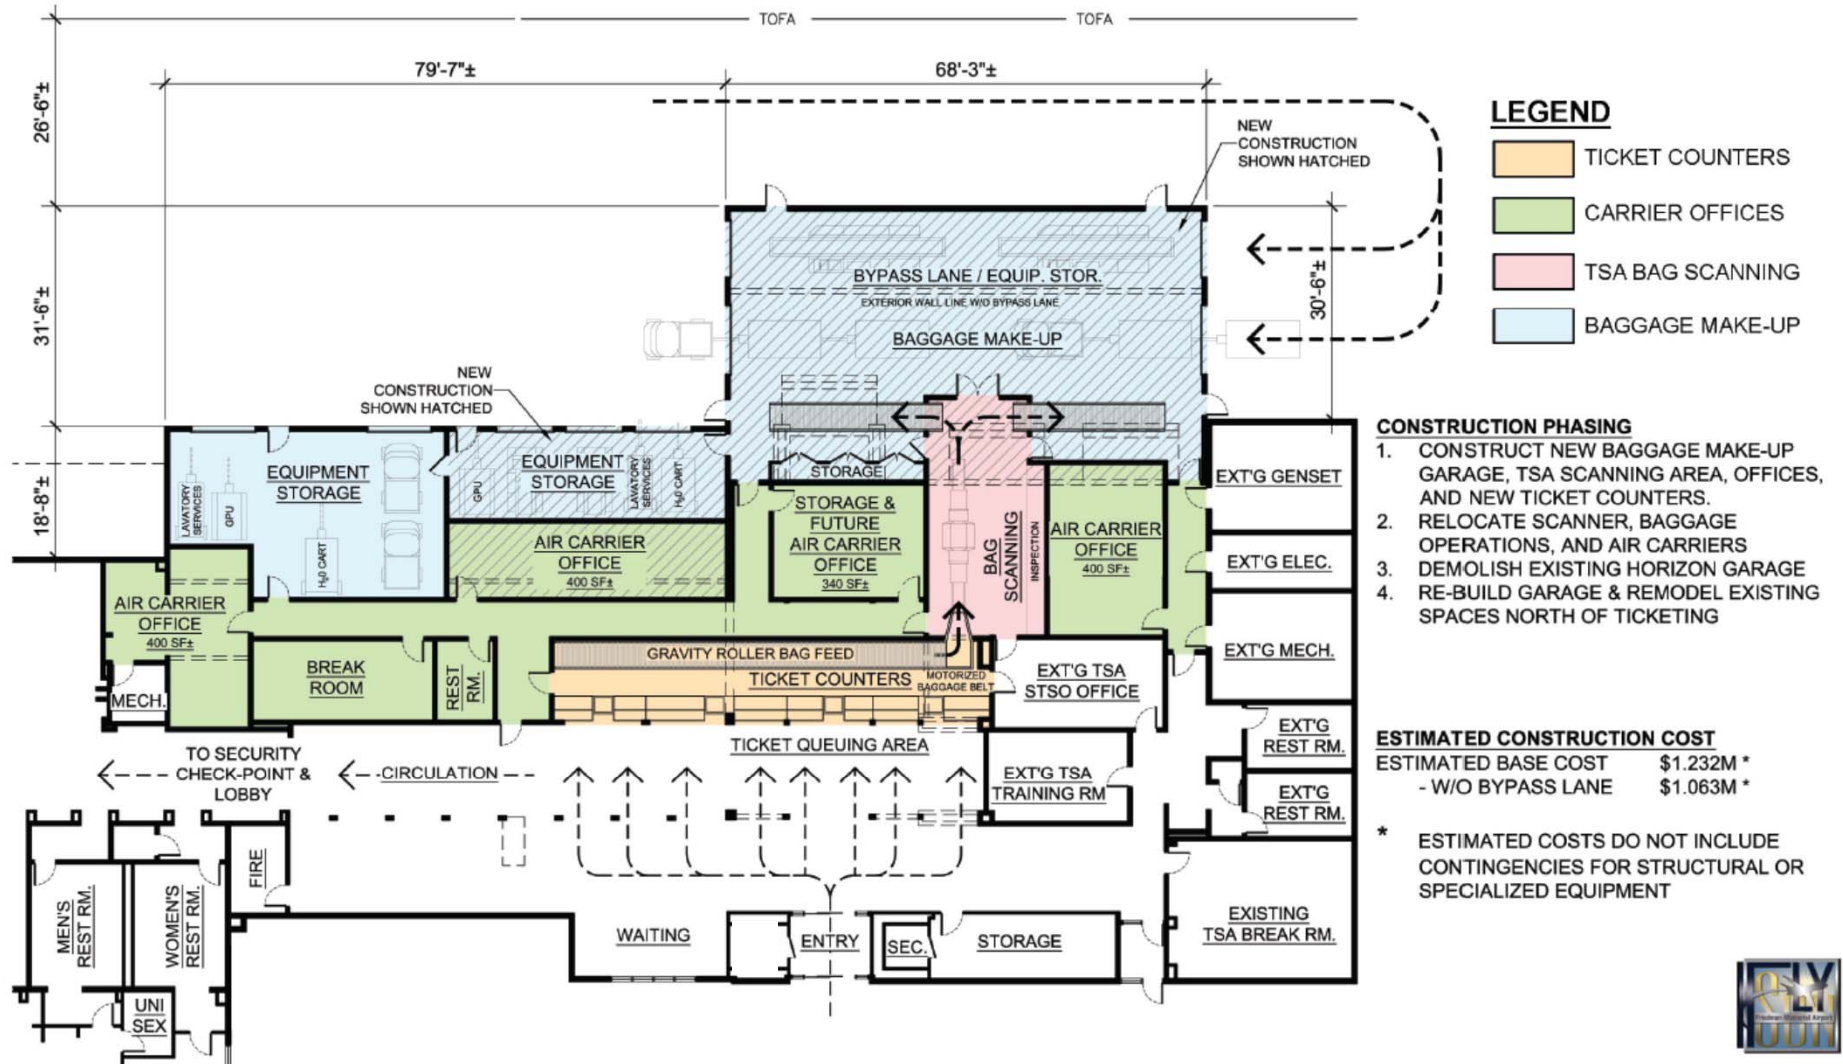 TOFA
TOFA
79'-7"±
68'-3"±
26'-6"±
31'-6"±
18'-8"±
30'-6"±
NEW
CONSTRUCTION
SHOWN HATCHED
BYPASS LANE / EQUIP. STOR.
EXTERIOR WALL LINE W/O BYPASS LANE
BAGGAGE MAKE-UP
NEW
CONSTRUCTION
SHOWN HATCHED
EQUIPMENT
STORAGE
LAVATORY
SERVICES
GPU
H₂0 CART
EQUIPMENT
STORAGE
GPU
LAVATORY
SERVICES
H₂0 CART
STORAGE
STORAGE &
FUTURE
AIR CARRIER
OFFICE
340 SF±
BAG
SCANNING
INSPECTION
AIR CARRIER
OFFICE
400 SF±
AIR CARRIER
OFFICE
400 SF±
AIR CARRIER
OFFICE
400 SF±
EXT'G GENSET
EXT'G ELEC.
EXT'G MECH.
MECH.
BREAK
ROOM
REST
RM.
GRAVITY ROLLER BAG FEED
TICKET COUNTERS
MOTORIZED
BAGGAGE BELT
EXT'G TSA
STSO OFFICE
TICKET QUEUING AREA
EXT'G TSA
TRAINING RM
EXT'G
REST RM.
EXT'G
REST RM.
TO SECURITY
CHECK-POINT &
LOBBY
CIRCULATION
FIRE
MEN'S
REST RM.
WOMEN'S
REST RM.
UNI
SEX
WAITING
ENTRY
SEC.
STORAGE
EXISTING
TSA BREAK RM.
LEGEND
TICKET COUNTERS
CARRIER OFFICES
TSA BAG SCANNING
BAGGAGE MAKE-UP
CONSTRUCTION PHASING
1. CONSTRUCT NEW BAGGAGE MAKE-UP
GARAGE, TSA SCANNING AREA, OFFICES,
AND NEW TICKET COUNTERS.
2. RELOCATE SCANNER, BAGGAGE
OPERATIONS, AND AIR CARRIERS
3. DEMOLISH EXISTING HORIZON GARAGE
4. RE-BUILD GARAGE & REMODEL EXISTING
SPACES NORTH OF TICKETING
ESTIMATED CONSTRUCTION COST
ESTIMATED BASE COST $1.232M *
- W/O BYPASS LANE $1.063M *
* ESTIMATED COSTS DO NOT INCLUDE
CONTINGENCIES FOR STRUCTURAL OR
SPECIALIZED EQUIPMENT
FLY
SUN
Friedman Memorial Airport